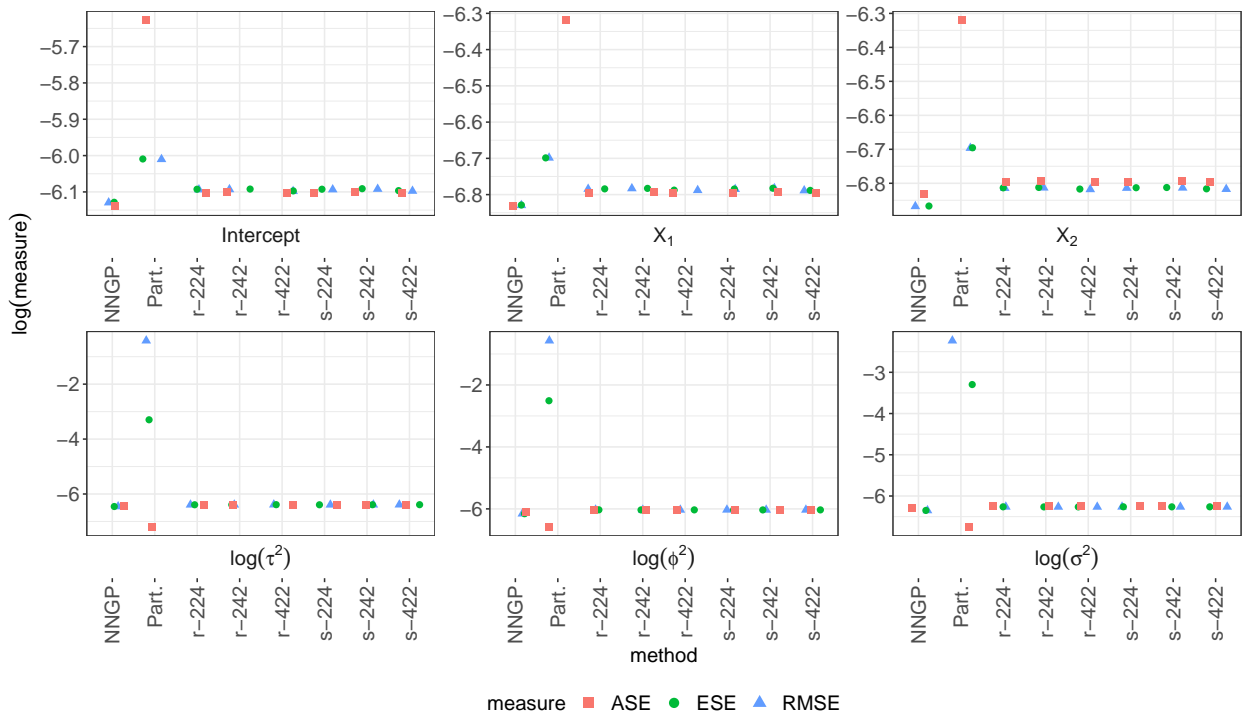 −5.7
−5.8
−5.9
−6.0
−6.1
−6.3
−6.4
−6.5
−6.6
−6.7
−6.8
−6.3
−6.4
−6.5
−6.6
−6.7
−6.8
Intercept
X₁
X₂
NNGP
Part.
r−224
r−242
r−422
s−224
s−242
s−422
NNGP
Part.
r−224
r−242
r−422
s−224
s−242
s−422
NNGP
Part.
r−224
r−242
r−422
s−224
s−242
s−422
log(measure)
−2
−4
−6
−2
−4
−6
−3
−4
−5
−6
log(τ²)
log(ϕ²)
log(σ²)
NNGP
Part.
r−224
r−242
r−422
s−224
s−242
s−422
NNGP
Part.
r−224
r−242
r−422
s−224
s−242
s−422
NNGP
Part.
r−224
r−242
r−422
s−224
s−242
s−422
method
measure ASE ESE RMSE